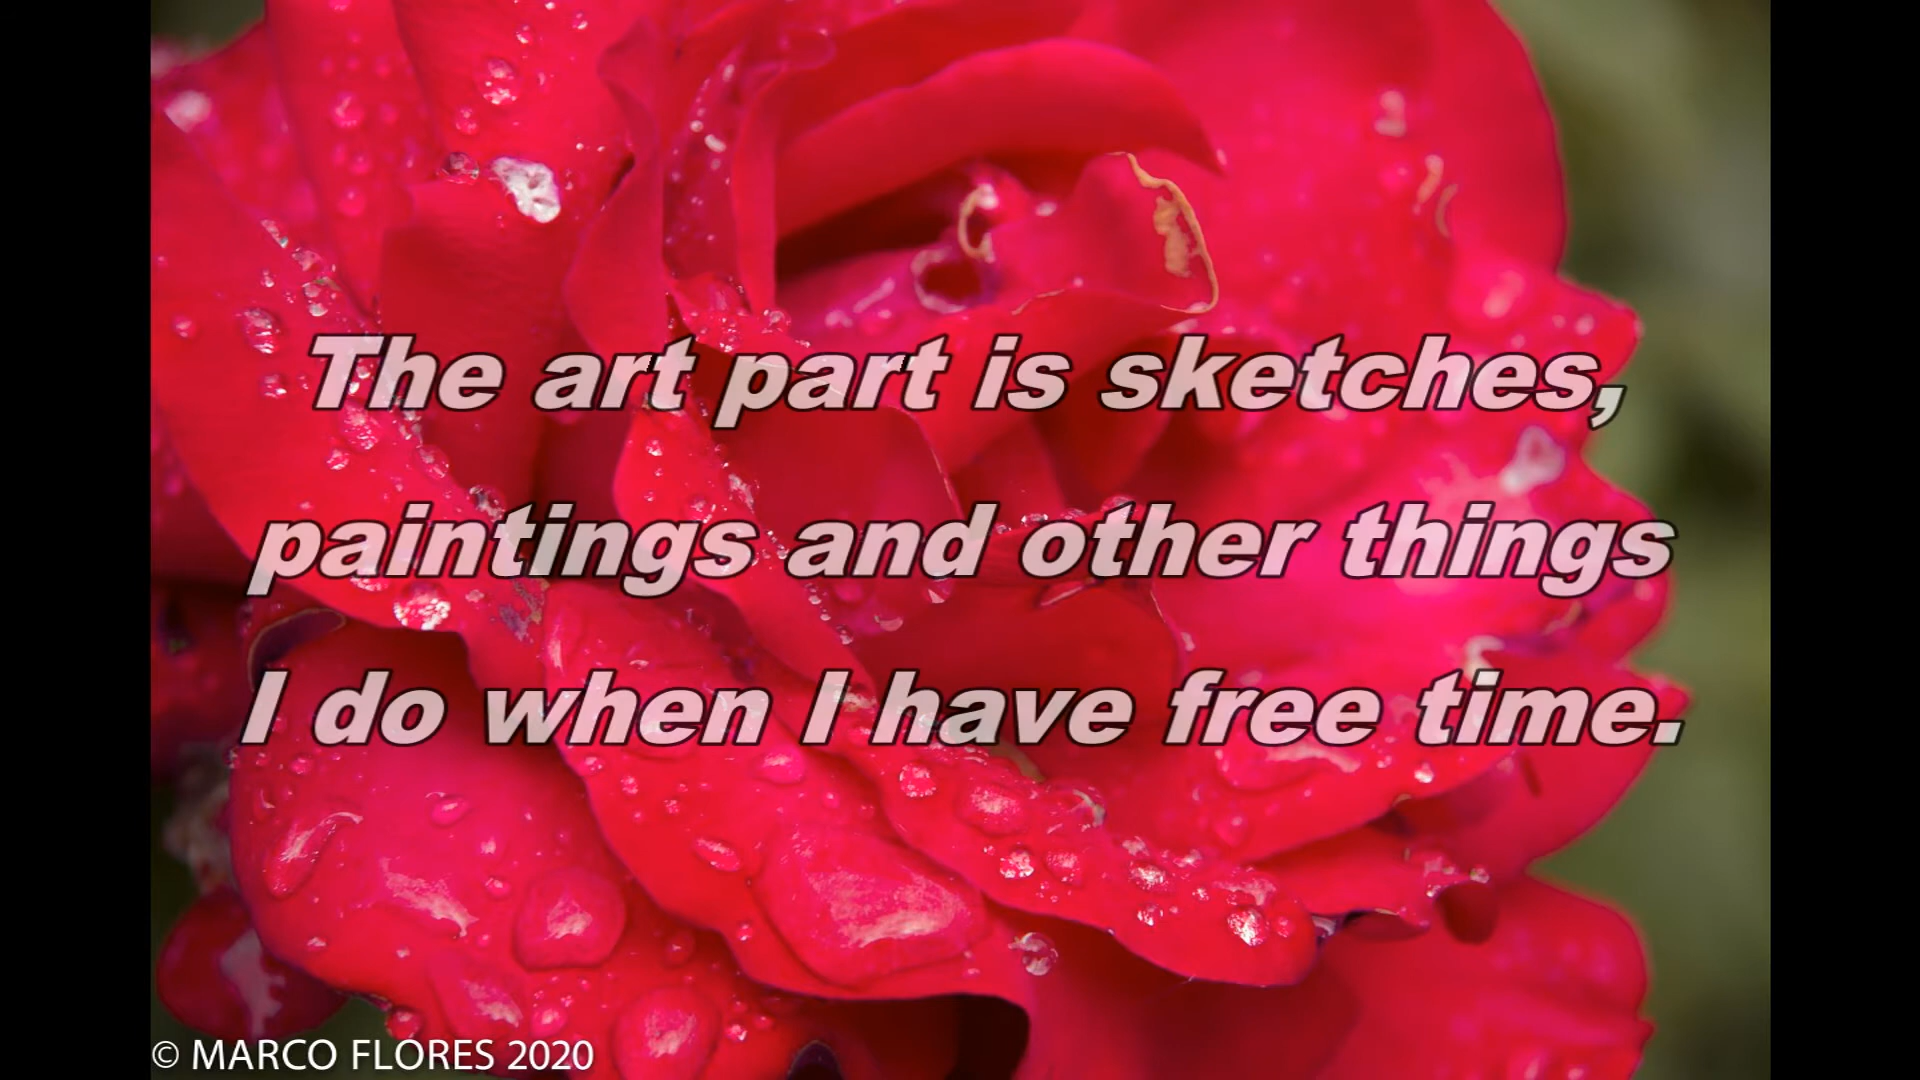 The art part is sketches,
paintings and other things
I do when I have free time.
© MARCO FLORES 2020